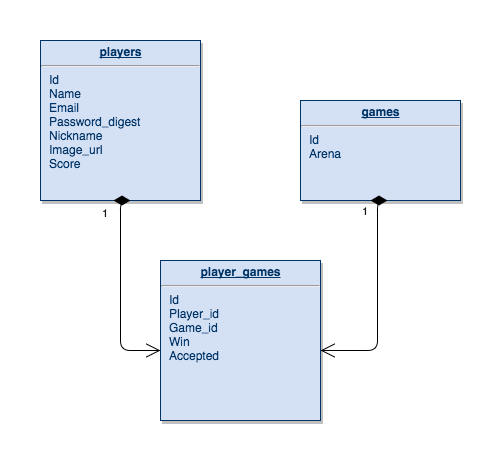 players
Id
Name
Email
Password_digest
Nickname
Image_url
Score
1
games
Id
Arena
1
player_games
Id
Player_id
Game_id
Win
Accepted